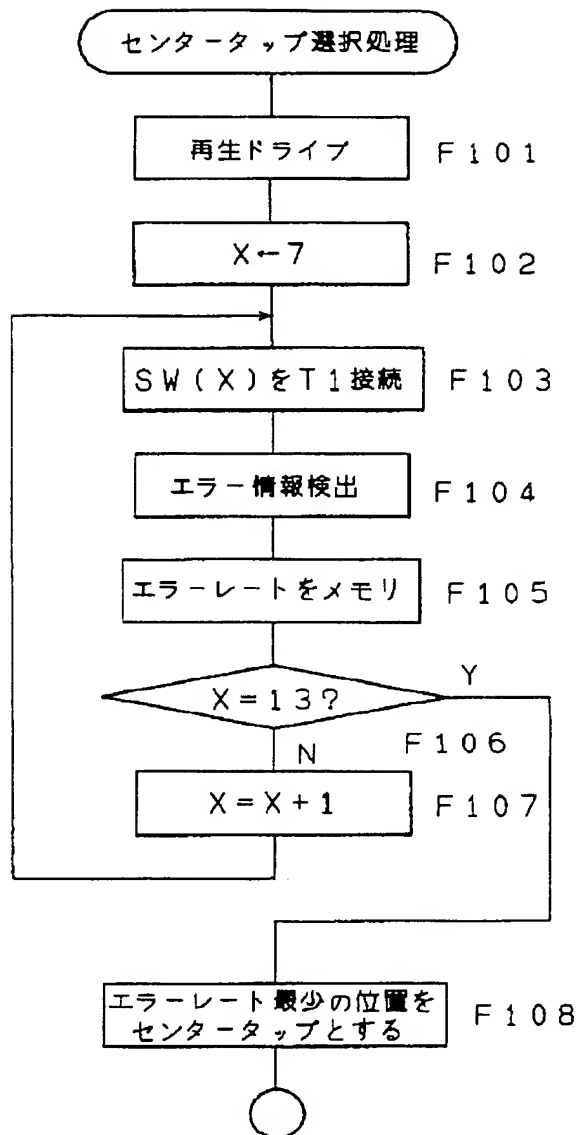 センタータップ選択処理
再生ドライブ
F101
X←7
F102
SW(X)をT1接続
F103
エラー情報検出
F104
エラーレートをメモリ
F105
Y
X=13?
F106
N
X=X+1
F107
エラーレート最少の位置を
センタータップとする
F108